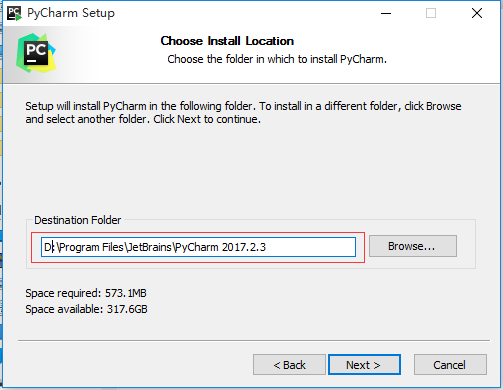 PyCharm Setup
PC
Choose Install Location
Choose the folder in which to install PyCharm.
PC
Setup will install PyCharm in the following folder. To install in a different folder, click Browse
and select another folder. Click Next to continue.
Destination Folder
D:\Program Files\JetBrains\PyCharm 2017.2.3
Browse...
Space required: 573.1MB
Space available: 317.6GB
< Back
Next >
Cancel